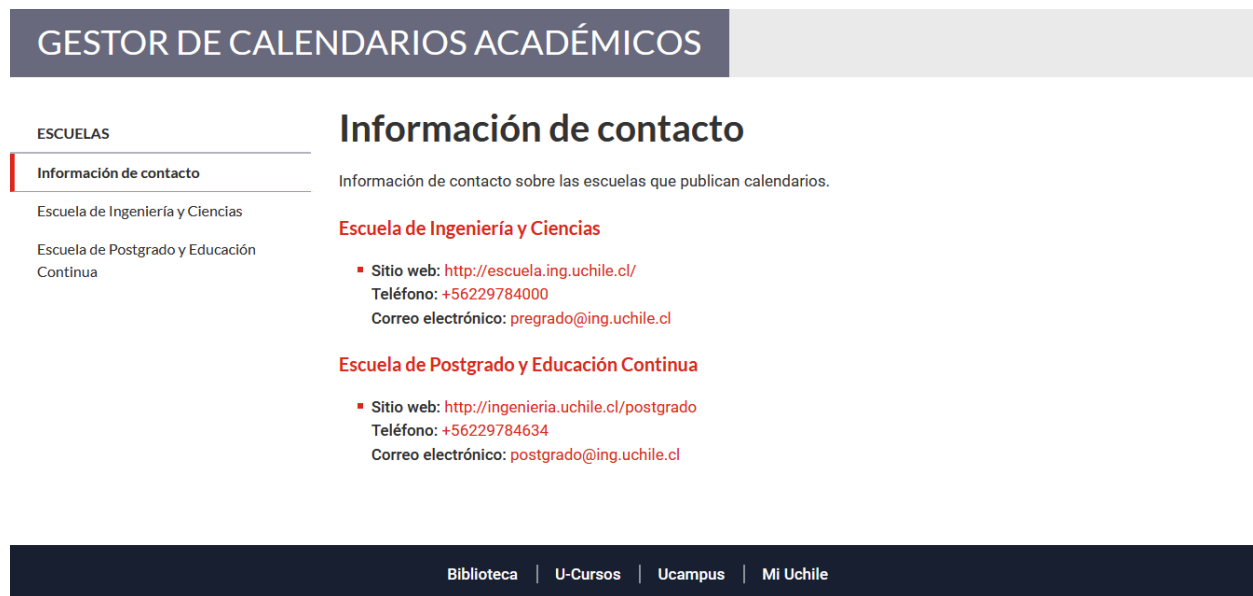 GESTOR DE CALENDARIOS ACADÉMICOS
ESCUELAS
Información de contacto
Escuela de Ingeniería y Ciencias
Escuela de Postgrado y Educación
Continua
Información de contacto
Información de contacto sobre las escuelas que publican calendarios.
Escuela de Ingeniería y Ciencias
Sitio web: http://escuela.ing.uchile.cl/
Teléfono: +56229784000
Correo electrónico: pregrado@ing.uchile.cl
Escuela de Postgrado y Educación Continua
Sitio web: http://ingenieria.uchile.cl/postgrado
Teléfono: +56229784634
Correo electrónico: postgrado@ing.uchile.cl
Biblioteca | U-Cursos | Ucampus | Mi Uchile